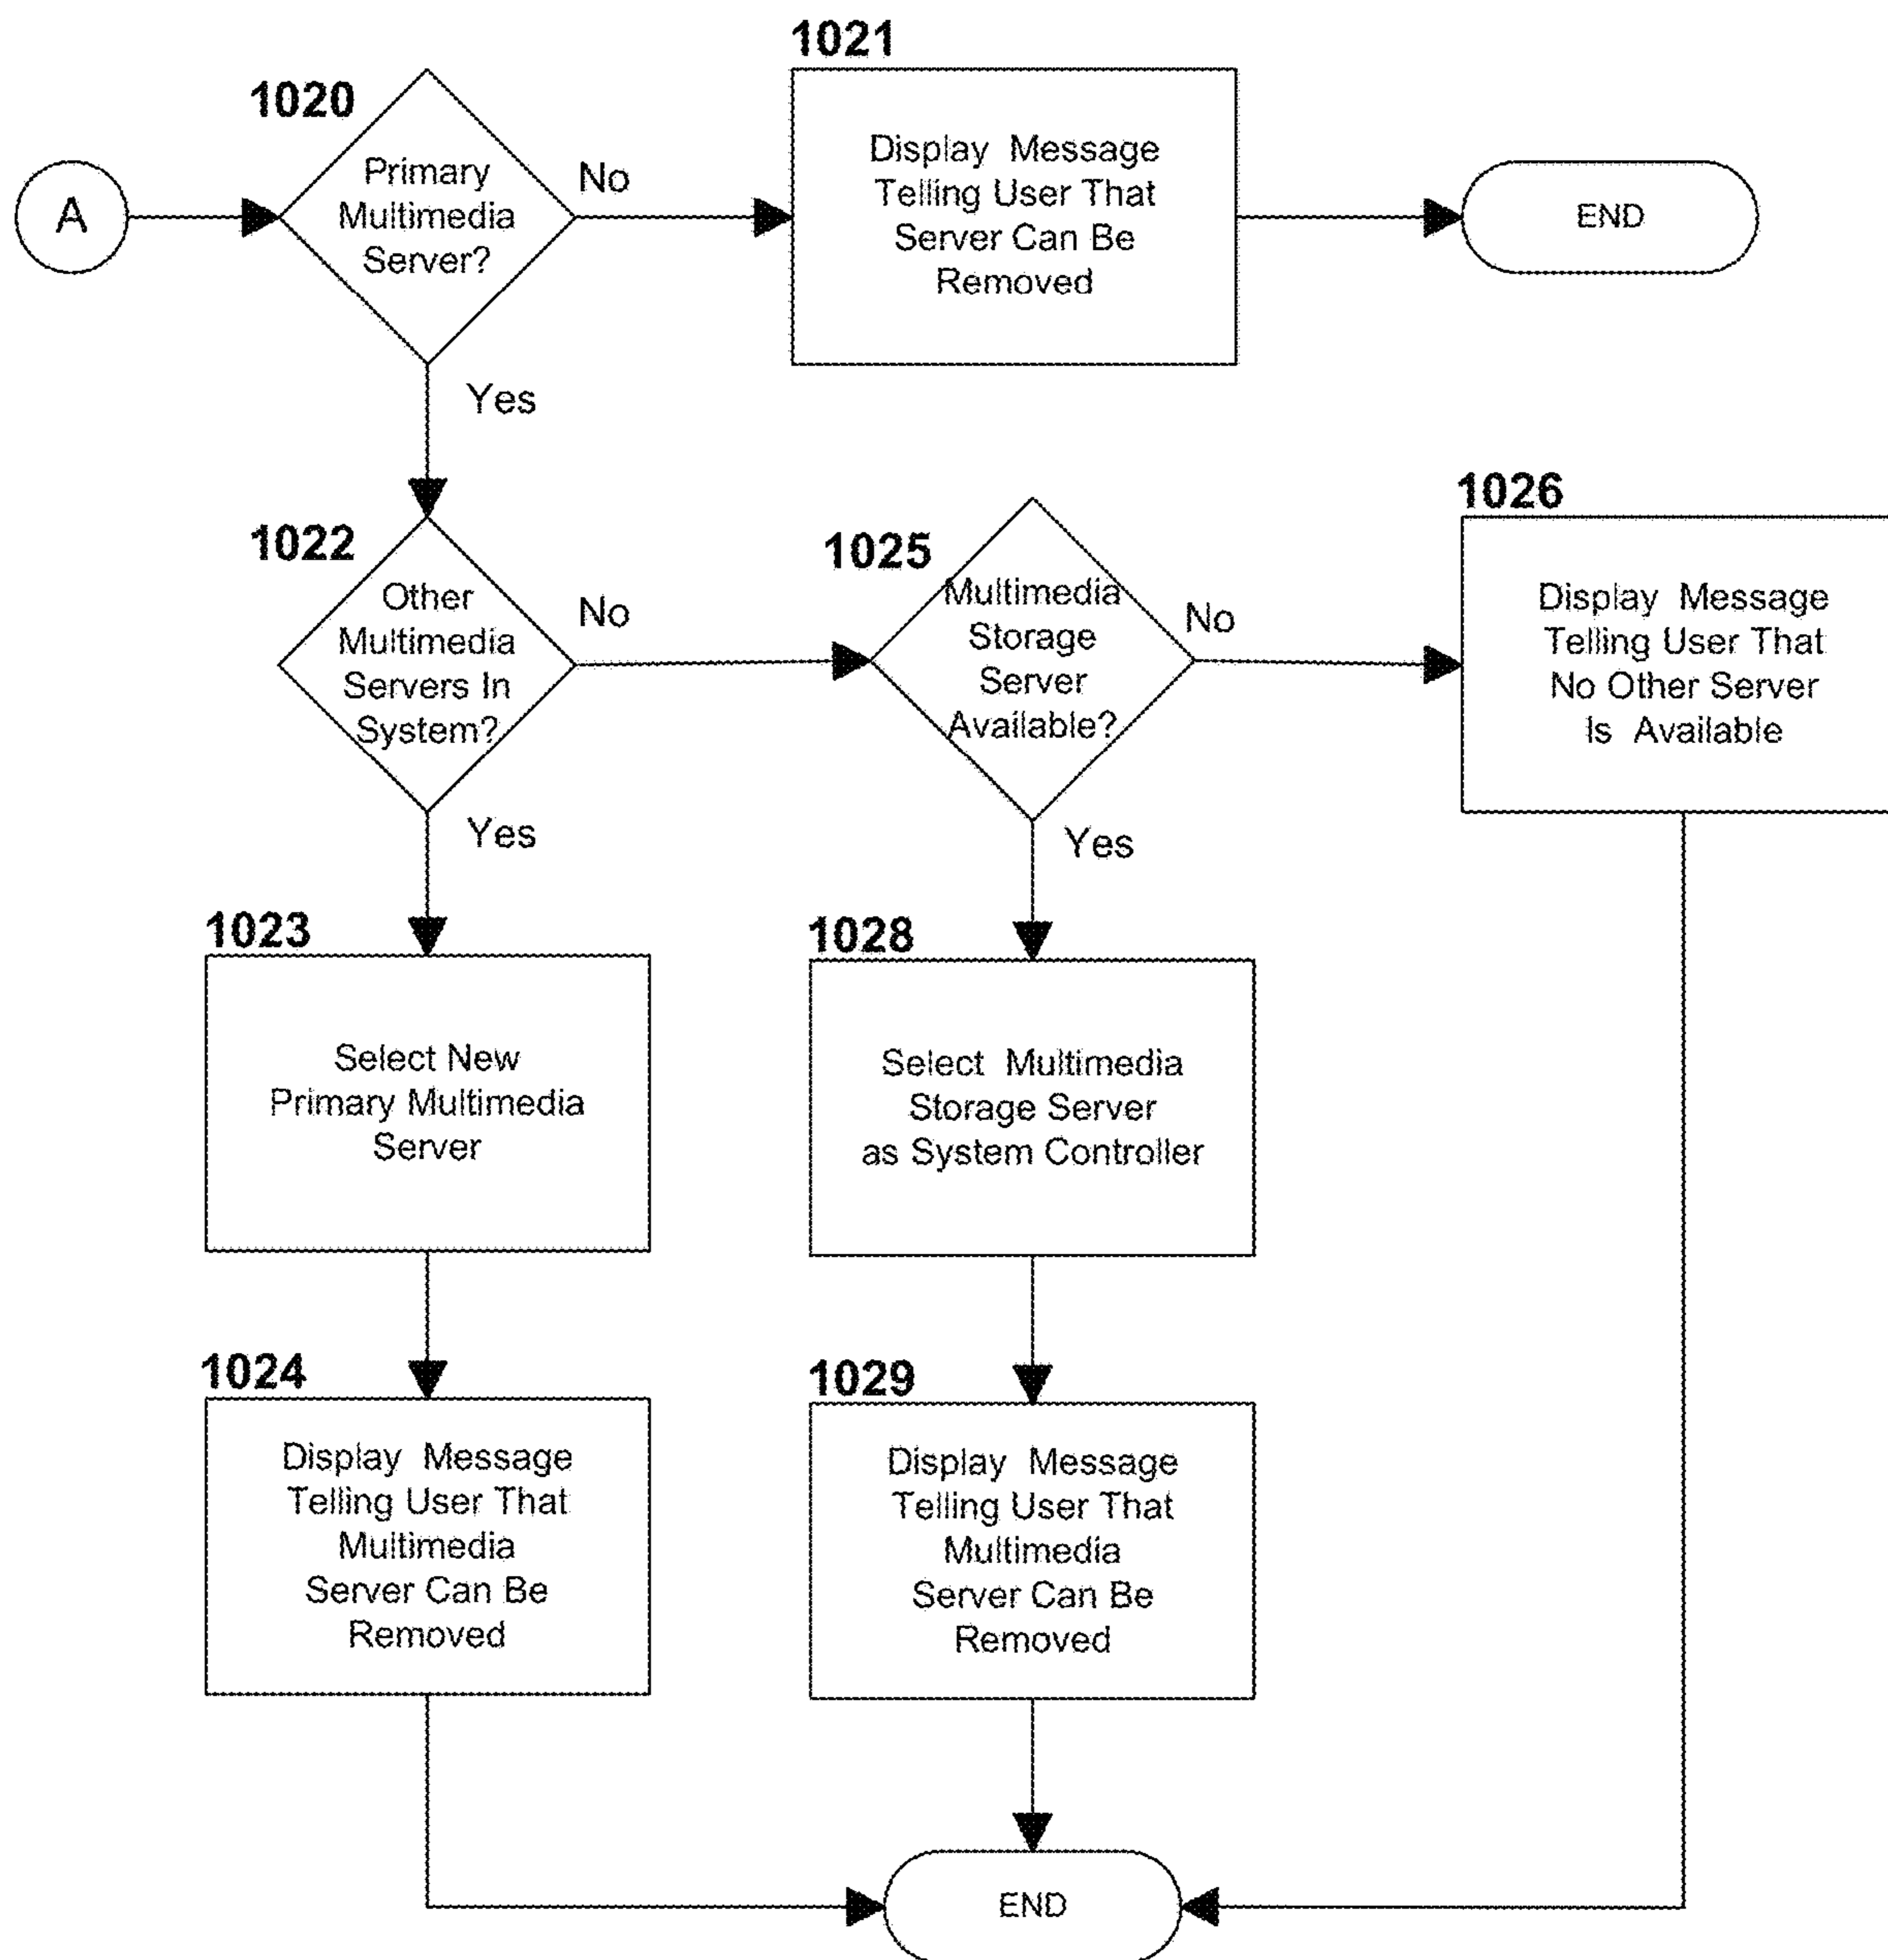 1021
1020
Display Message
Telling User That
Server Can Be
Removed
Primary
Multimedia
Server?
No
A
END
Yes
1022
Other
Multimedia
Servers In
System?
No
1025
Multimedia
Storage
Server
Available?
No
1026
Display Message
Telling User That
No Other Server
Is Available
Yes
Yes
1023
Select New
Primary Multimedia
Server
1028
Select Multimedia
Storage Server
as System Controller
1024
Display Message
Telling User That
Multimedia
Server Can Be
Removed
1029
Display Message
Telling User That
Multimedia
Server Can Be
Removed
END